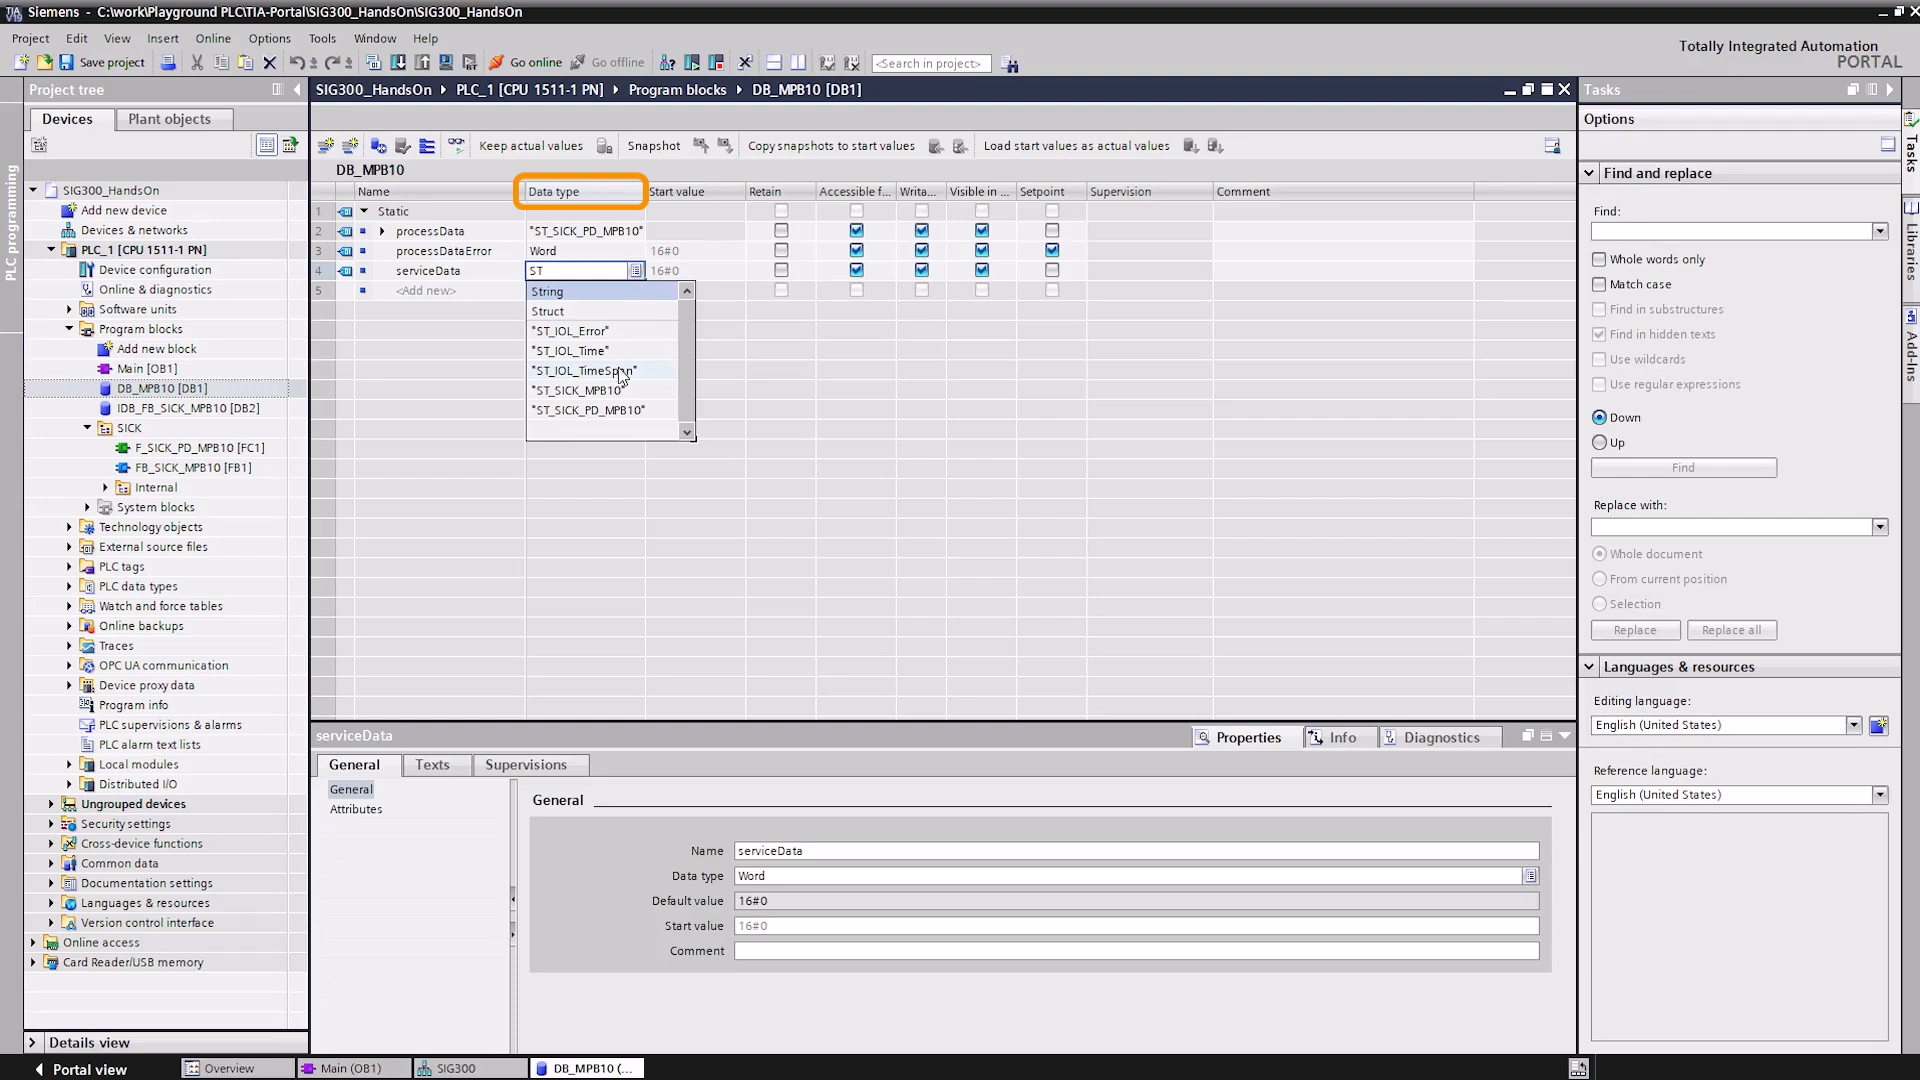 Siemens - C:\work\Playground PLC\TIA-Portal\SIG300_HandsOn\SIG300_HandsOn
Project Edit View Insert Online Options Tools Window Help
Totally Integrated Automation
PORTAL
Save project Go online Go offline <Search in project>
Project tree
SIG300_HandsOn PLC_1 [CPU 1511-1 PN] Program blocks DB_MPB10 [DB1]
Tasks
Devices Plant objects
Options
Keep actual values Snapshot Copy snapshots to start values Load start values as actual values
DB_MPB10
Name Data type Start value Retain Accessible f... Writa... Visible in ... Setpoint Supervision Comment
1 Static
2 processData "ST_SICK_PD_MPB10"
3 processDataError Word 16#0
4 serviceData ST 16#0
5 <Add new>
String
Struct
"ST_IOL_Error"
"ST_IOL_Time"
"ST_IOL_TimeSpan"
"ST_SICK_MPB10"
"ST_SICK_PD_MPB10"
PLC programming
SIG300_HandsOn
Add new device
Devices & networks
PLC_1 [CPU 1511-1 PN]
Device configuration
Online & diagnostics
Software units
Program blocks
Add new block
Main [OB1]
DB_MPB10 [DB1]
IDB_FB_SICK_MPB10 [DB2]
SICK
F_SICK_PD_MPB10 [FC1]
FB_SICK_MPB10 [FB1]
Internal
System blocks
Technology objects
External source files
PLC tags
PLC data types
Watch and force tables
Online backups
Traces
OPC UA communication
Device proxy data
Program info
PLC supervisions & alarms
PLC alarm text lists
Local modules
Distributed I/O
Ungrouped devices
Security settings
Cross-device functions
Common data
Documentation settings
Languages & resources
Version control interface
Online access
Card Reader/USB memory
Details view
serviceData
Properties Info Diagnostics
General Texts Supervisions
General
Attributes
General
Name serviceData
Data type Word
Default value 16#0
Start value 16#0
Comment
Find and replace
Find:
Whole words only
Match case
Find in substructures
Find in hidden texts
Use wildcards
Use regular expressions
Down
Up
Find
Replace with:
Whole document
From current position
Selection
Replace Replace all
Languages & resources
Editing language:
English (United States)
Reference language:
English (United States)
Tasks
Libraries
Add-Ins
Portal view Overview Main (OB1) SIG300 DB_MPB10 (...